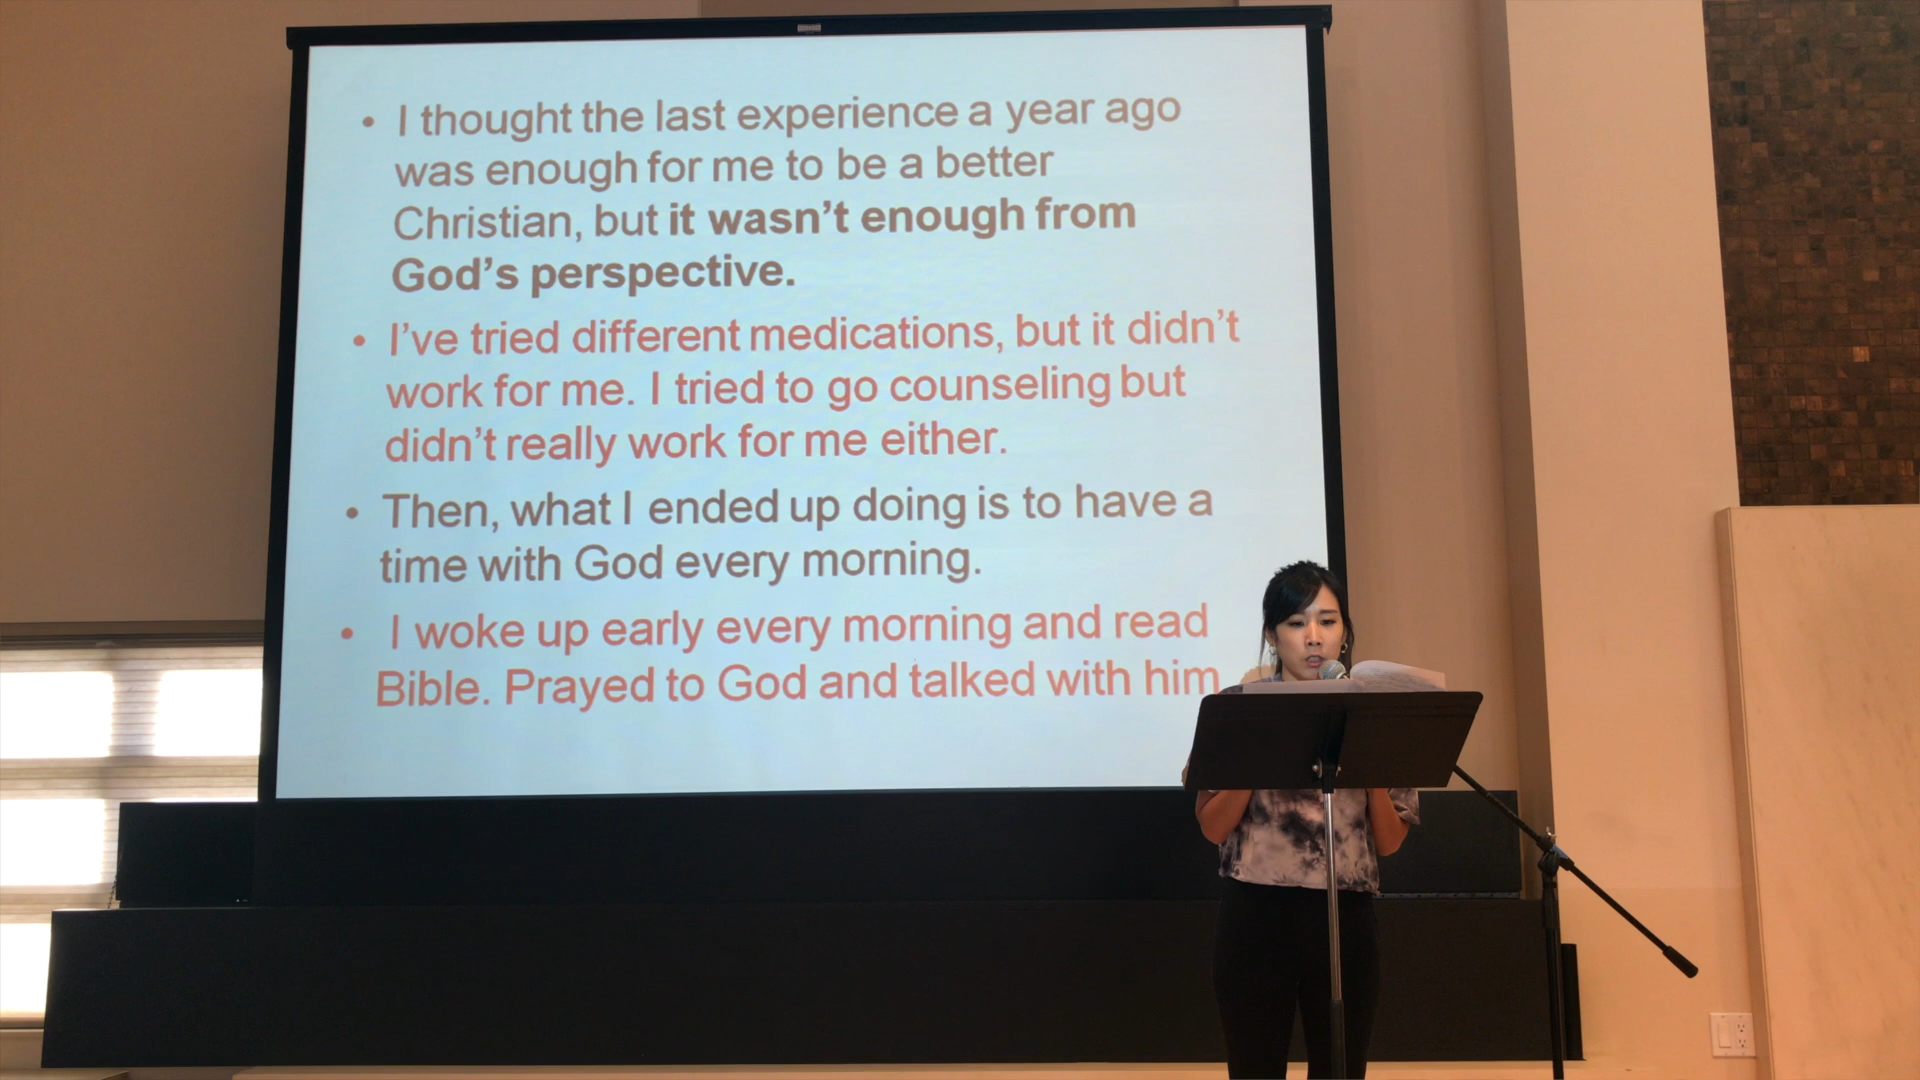 • I thought the last experience a year ago
was enough for me to be a better
Christian, but it wasn't enough from
God's perspective.
• I've tried different medications, but it didn't
work for me. I tried to go counseling but
didn't really work for me either.
• Then, what I ended up doing is to have a
time with God every morning.
• I woke up early every morning and read
Bible. Prayed to God and talked with him